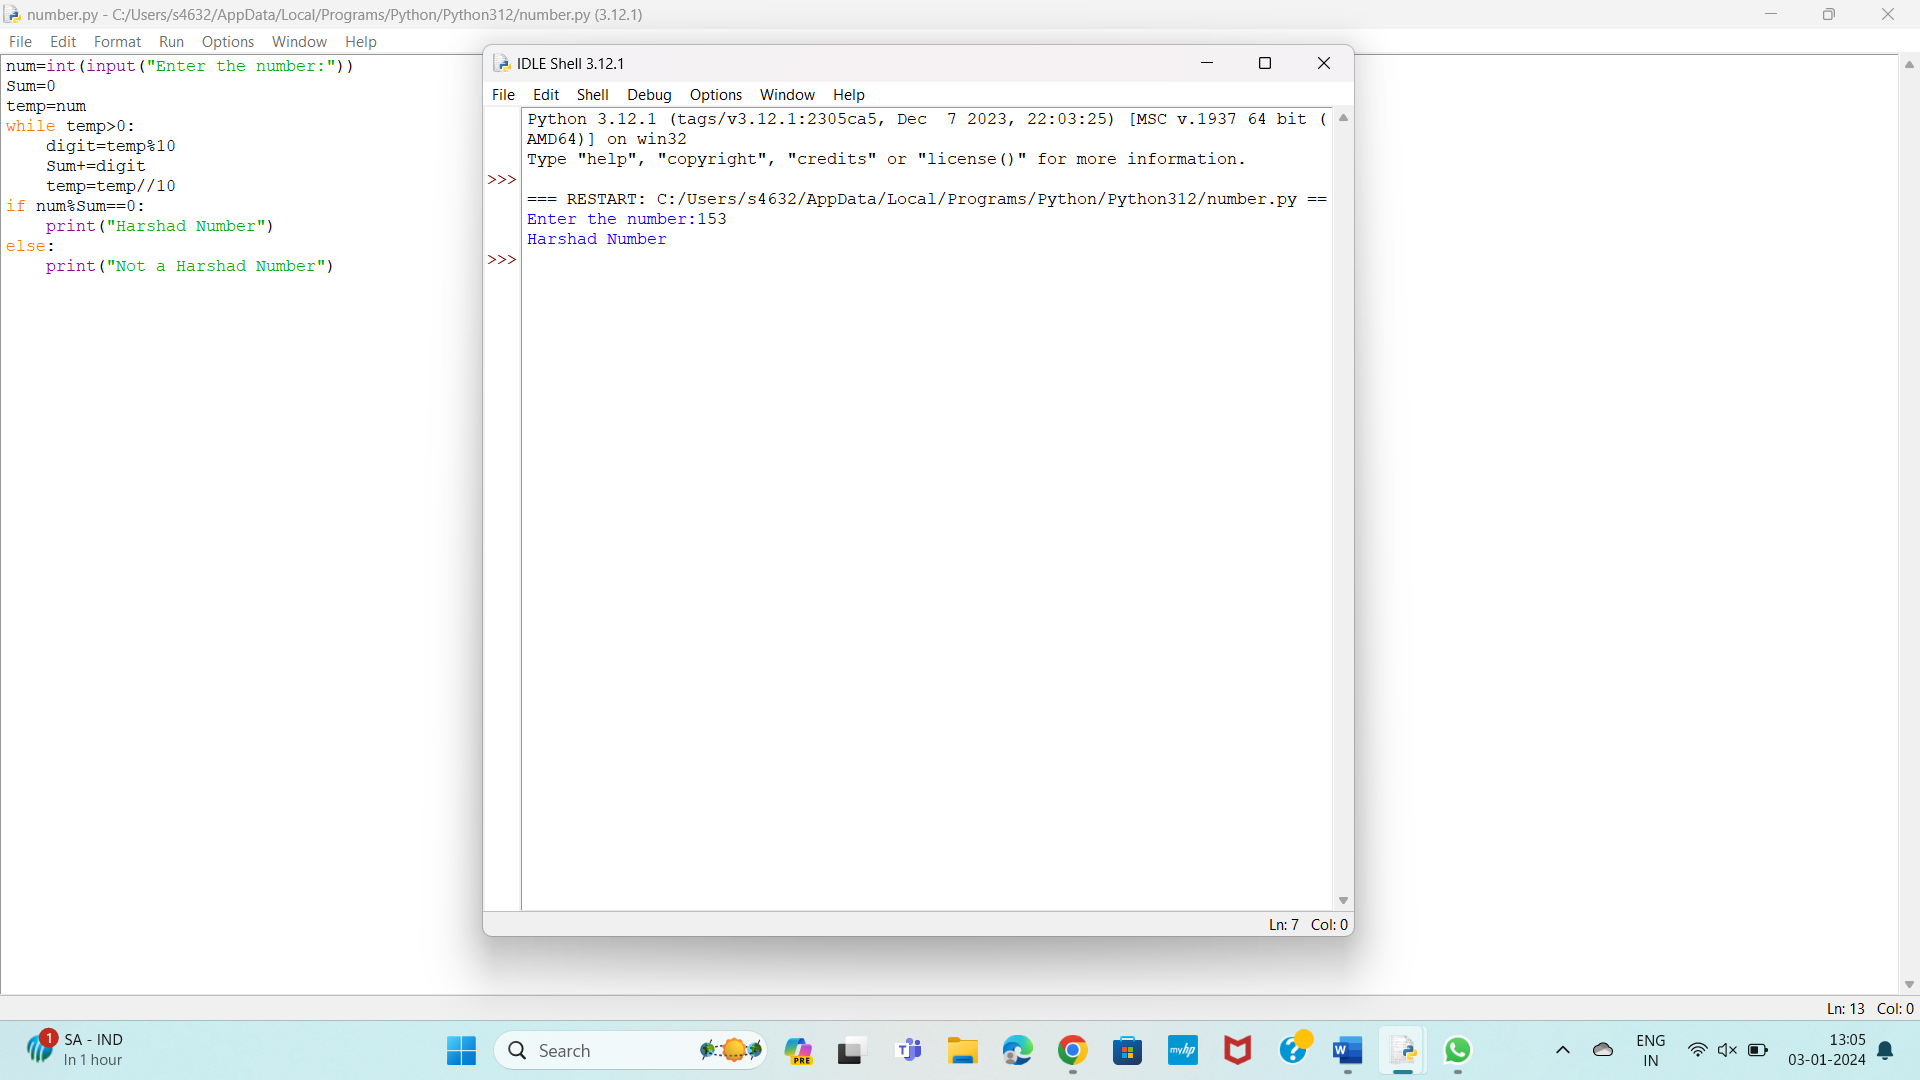 number.py - C:/Users/s4632/AppData/Local/Programs/Python/Python312/number.py (3.12.1)
File Edit Format Run Options Window Help
num=int(input("Enter the number:"))
Sum=0
temp=num
while temp>0:
    digit=temp%10
    Sum+=digit
    temp=temp//10
if num%Sum==0:
    print("Harshad Number")
else:
    print("Not a Harshad Number")
IDLE Shell 3.12.1
File Edit Shell Debug Options Window Help
Python 3.12.1 (tags/v3.12.1:2305ca5, Dec  7 2023, 22:03:25) [MSC v.1937 64 bit (
AMD64)] on win32
Type "help", "copyright", "credits" or "license()" for more information.
>>>
=== RESTART: C:/Users/s4632/AppData/Local/Programs/Python/Python312/number.py ==
Enter the number:153
Harshad Number
>>>
Ln: 7 Col: 0
Ln: 13 Col: 0
1
SA - IND
In 1 hour
Search
PRE
myhp
ENG
IN
13:05
03-01-2024